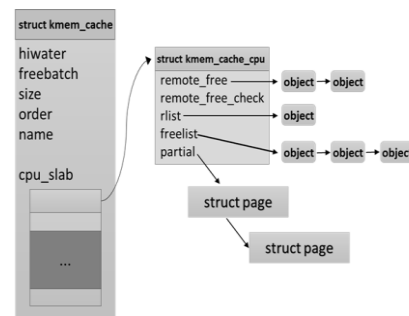 struct kmem_cache
hiwater
freebatch
size
order
name
cpu_slab
...
struct kmem_cache_cpu
remote_free
object
object
remote_free_check
rlist
object
freelist
object
object
object
partial
struct page
struct page